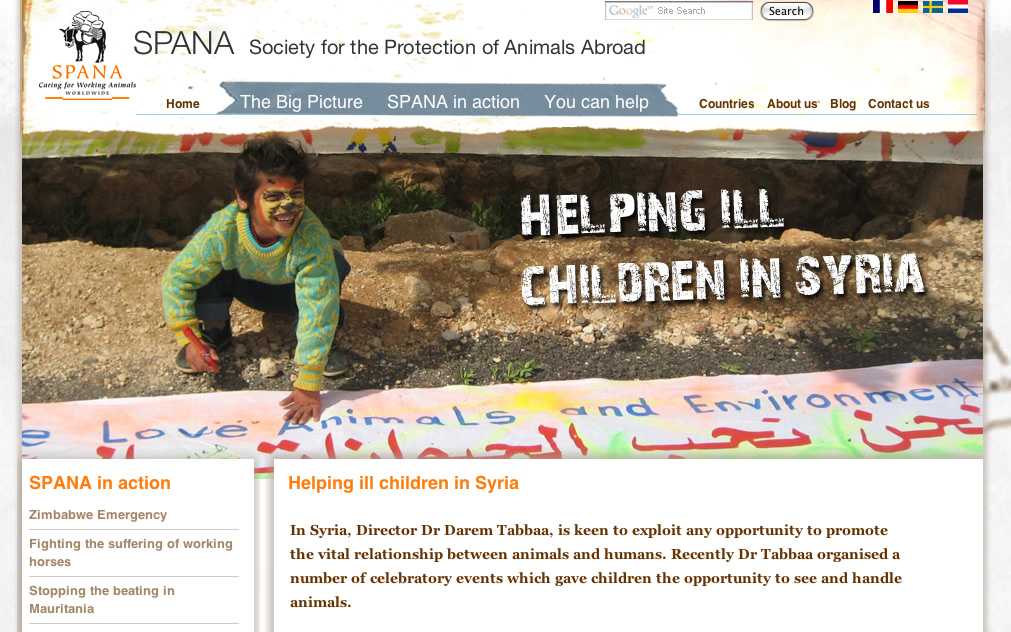 Google™ Site Search
Search
SPANA
Caring for Working Animals
WORLDWIDE
SPANA Society for the Protection of Animals Abroad
Home
The Big Picture
SPANA in action
You can help
Countries
About us
Blog
Contact us
HELPING ILL
CHILDREN IN SYRIA
e Love Animals and Environmen
نحن نحب الحيوانات
SPANA in action
Zimbabwe Emergency
Fighting the suffering of working
horses
Stopping the beating in
Mauritania
Helping ill children in Syria
In Syria, Director Dr Darem Tabbaa, is keen to exploit any opportunity to promote
the vital relationship between animals and humans. Recently Dr Tabbaa organised a
number of celebratory events which gave children the opportunity to see and handle
animals.